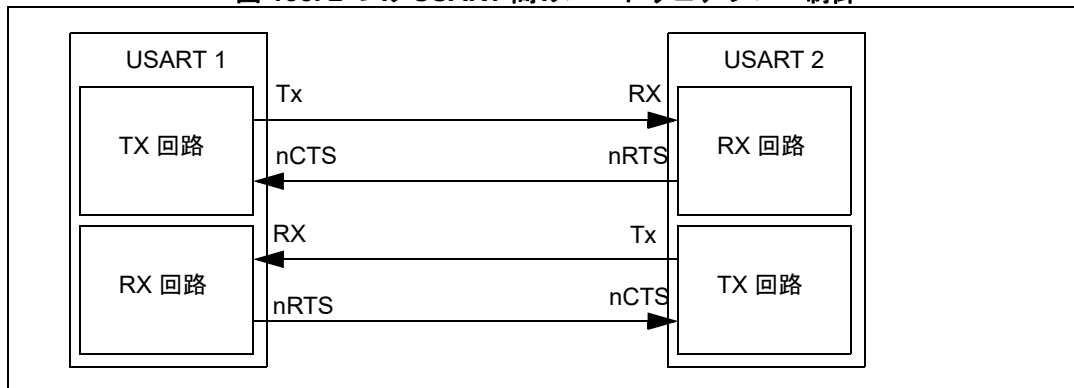 USART 1
USART 2
Tx
RX
TX 回路
RX 回路
nCTS
nRTS
RX
Tx
RX 回路
TX 回路
nRTS
nCTS